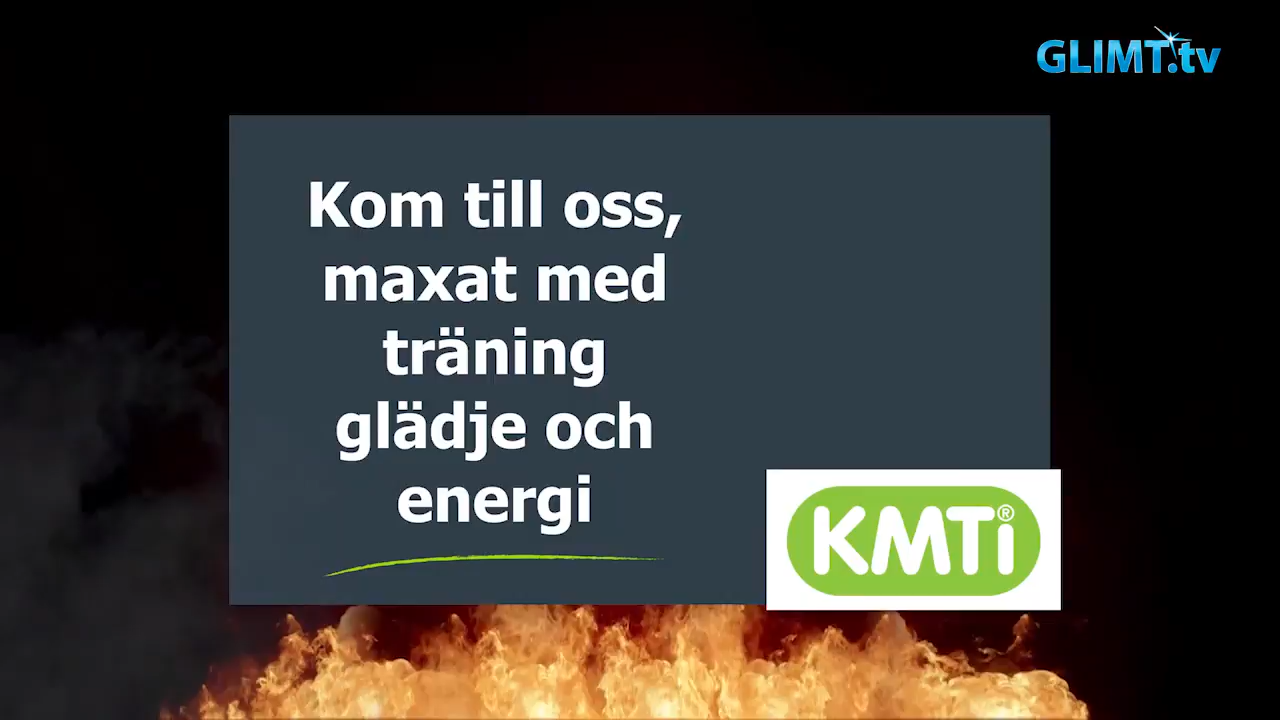 GLIMT.tv
Kom till oss,
maxat med
träning
glädje och
energi
KMTi®